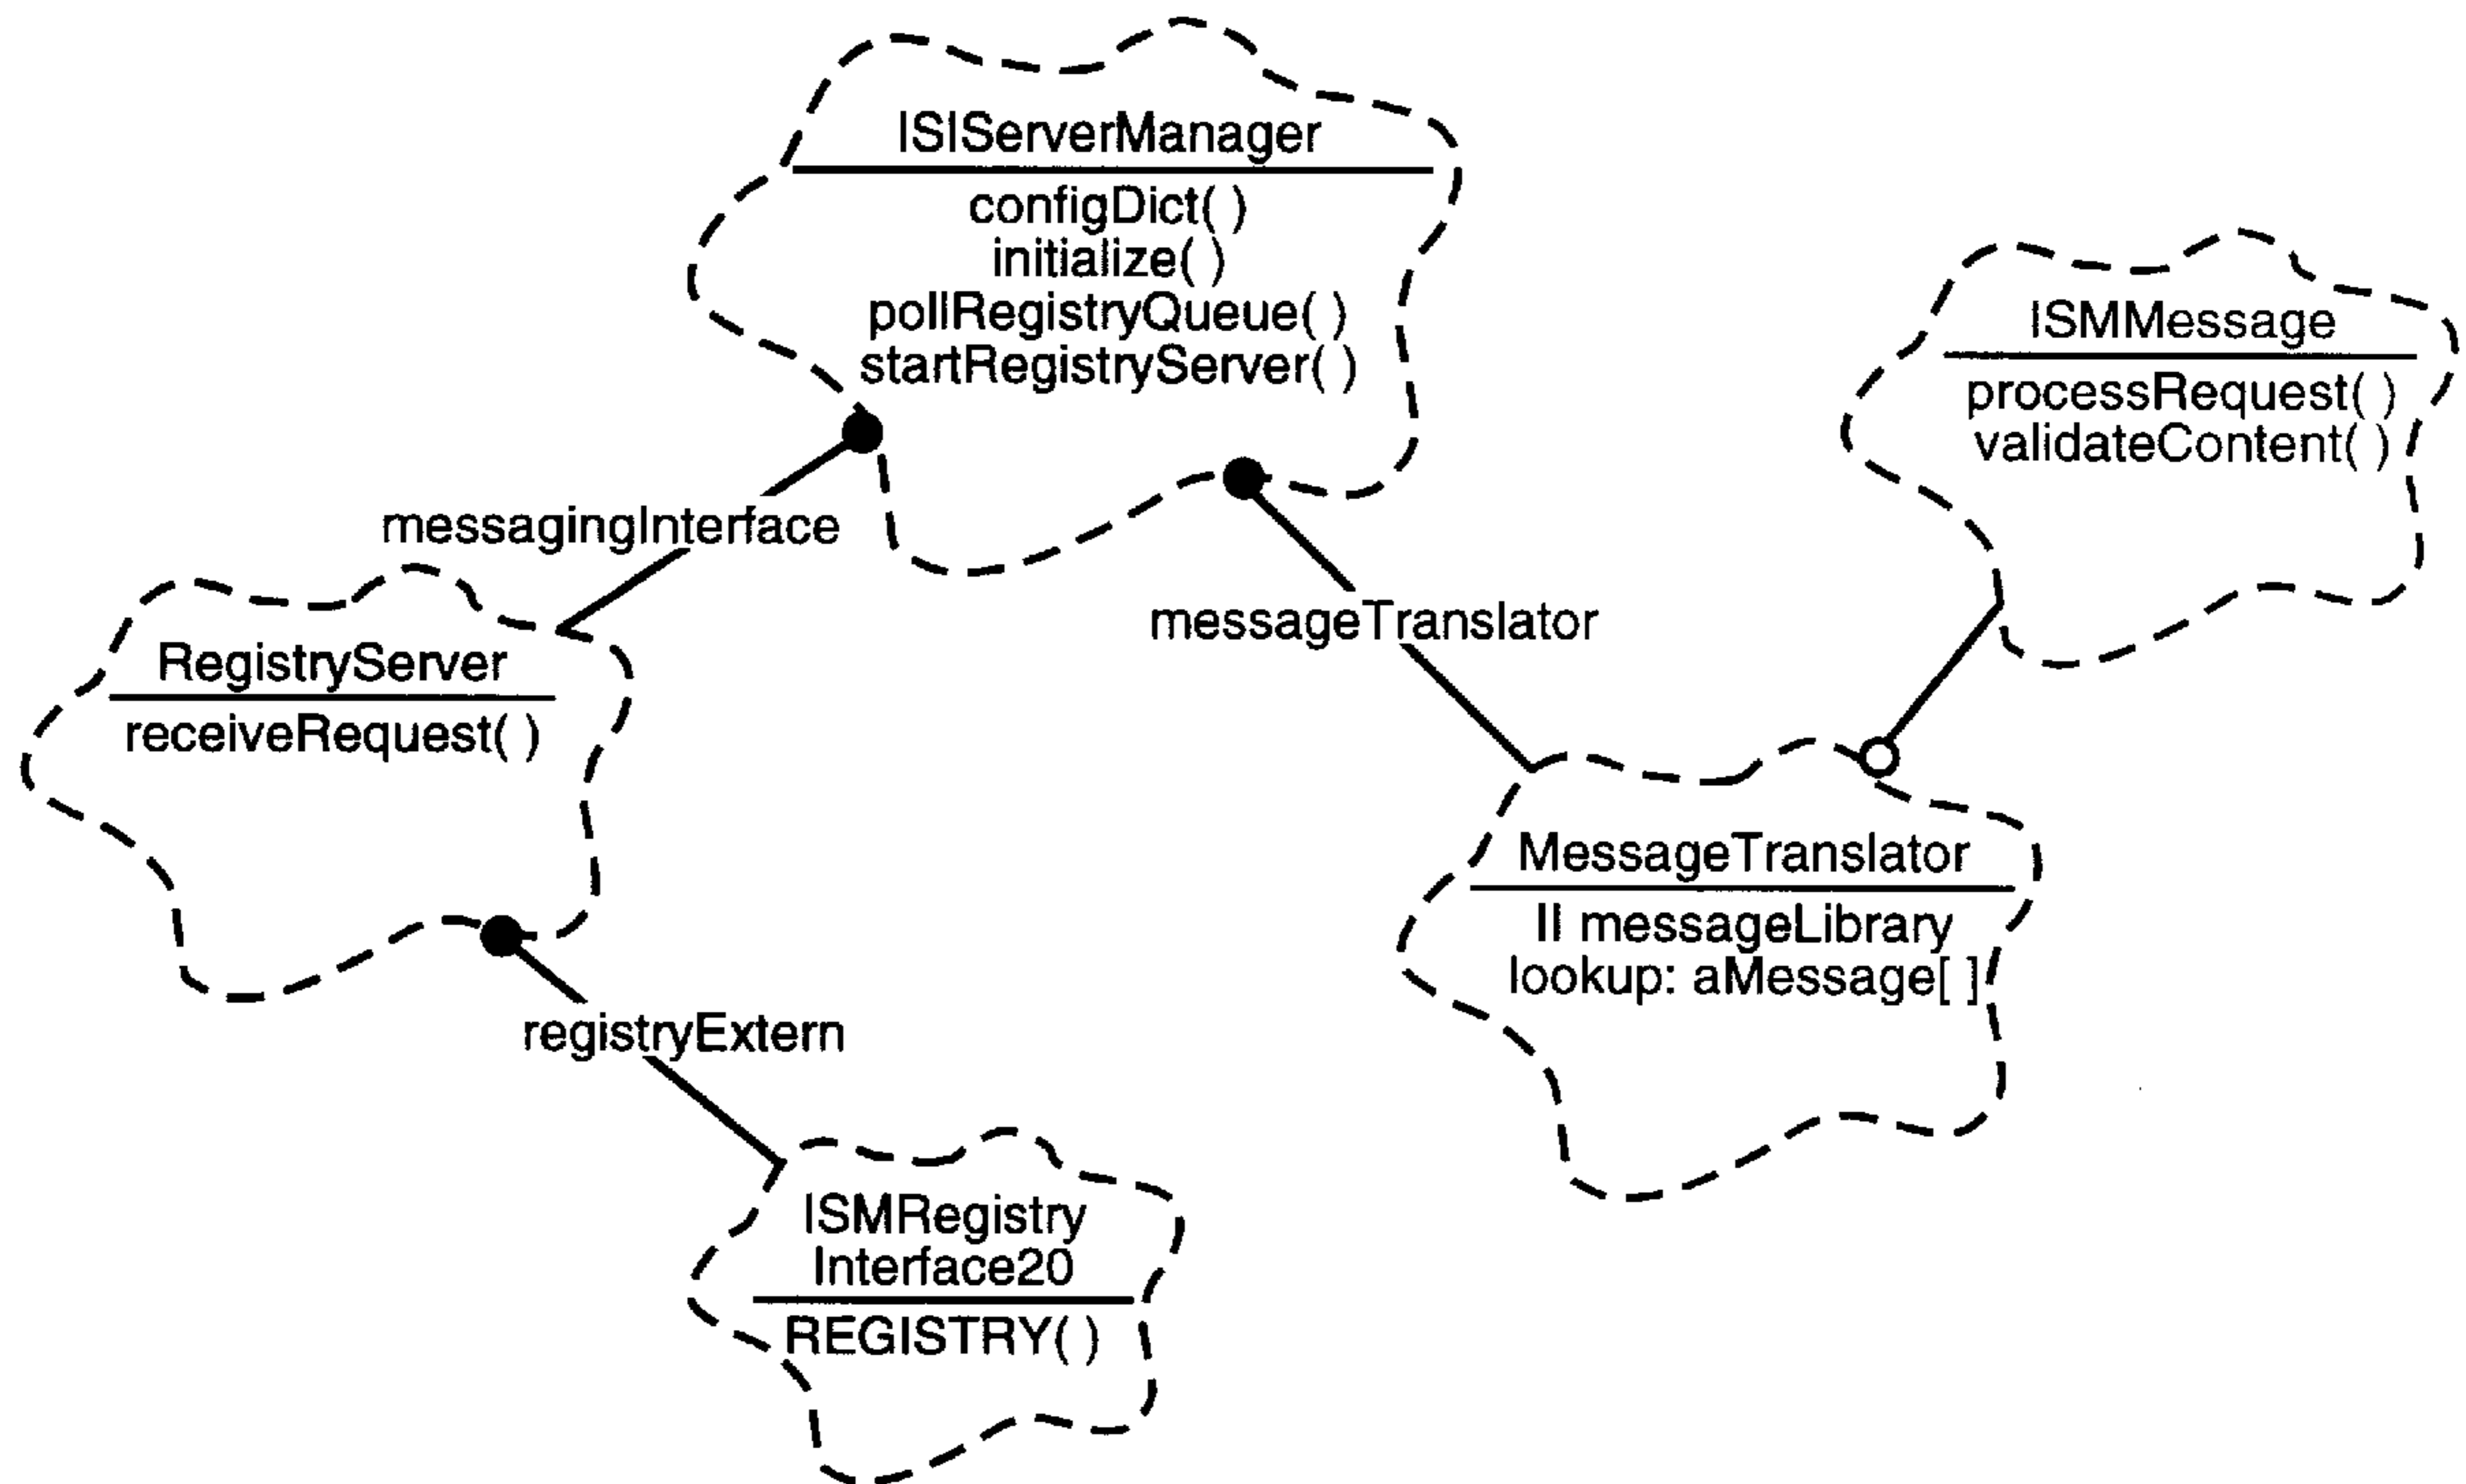 ISIServerManager
configDict( )
initialize( )
pollRegistryQueue( )
startRegistryServer( )
ISMMessage
processRequest( )
validateContent( )
messagingInterface
messageTranslator
RegistryServer
receiveRequest( )
MessageTranslator
II messageLibrary
lookup: aMessage[ ]
registryExtern
ISMRegistry
Interface20
REGISTRY( )